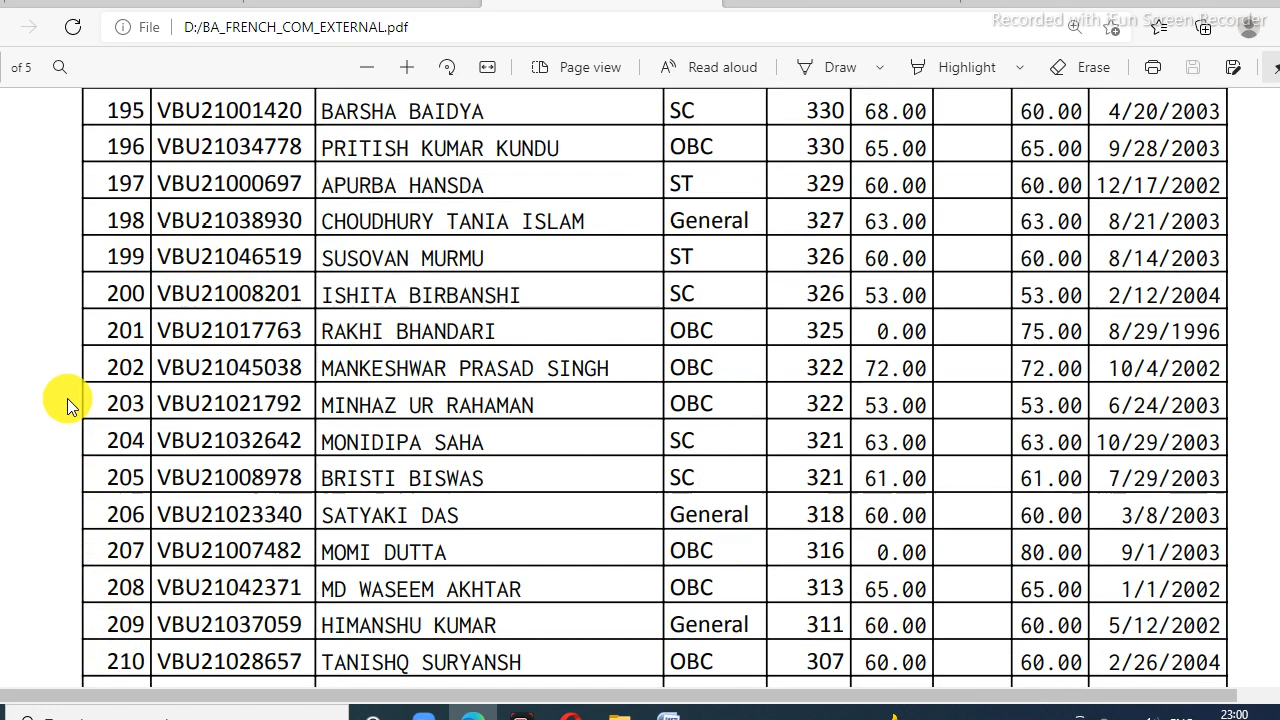 Recorded with iFun Screen Recorder
File D:/BA_FRENCH_COM_EXTERNAL.pdf
of 5 Page view Read aloud Draw Highlight Erase
195 VBU21001420 BARSHA BAIDYA SC 330 68.00 60.00 4/20/2003
196 VBU21034778 PRITISH KUMAR KUNDU OBC 330 65.00 65.00 9/28/2003
197 VBU21000697 APURBA HANSDA ST 329 60.00 60.00 12/17/2002
198 VBU21038930 CHOUDHURY TANIA ISLAM General 327 63.00 63.00 8/21/2003
199 VBU21046519 SUSOVAN MURMU ST 326 60.00 60.00 8/14/2003
200 VBU21008201 ISHITA BIRBANSHI SC 326 53.00 53.00 2/12/2004
201 VBU21017763 RAKHI BHANDARI OBC 325 0.00 75.00 8/29/1996
202 VBU21045038 MANKESHWAR PRASAD SINGH OBC 322 72.00 72.00 10/4/2002
203 VBU21021792 MINHAZ UR RAHAMAN OBC 322 53.00 53.00 6/24/2003
204 VBU21032642 MONIDIPA SAHA SC 321 63.00 63.00 10/29/2003
205 VBU21008978 BRISTI BISWAS SC 321 61.00 61.00 7/29/2003
206 VBU21023340 SATYAKI DAS General 318 60.00 60.00 3/8/2003
207 VBU21007482 MOMI DUTTA OBC 316 0.00 80.00 9/1/2003
208 VBU21042371 MD WASEEM AKHTAR OBC 313 65.00 65.00 1/1/2002
209 VBU21037059 HIMANSHU KUMAR General 311 60.00 60.00 5/12/2002
210 VBU21028657 TANISHQ SURYANSH OBC 307 60.00 60.00 2/26/2004
23:00